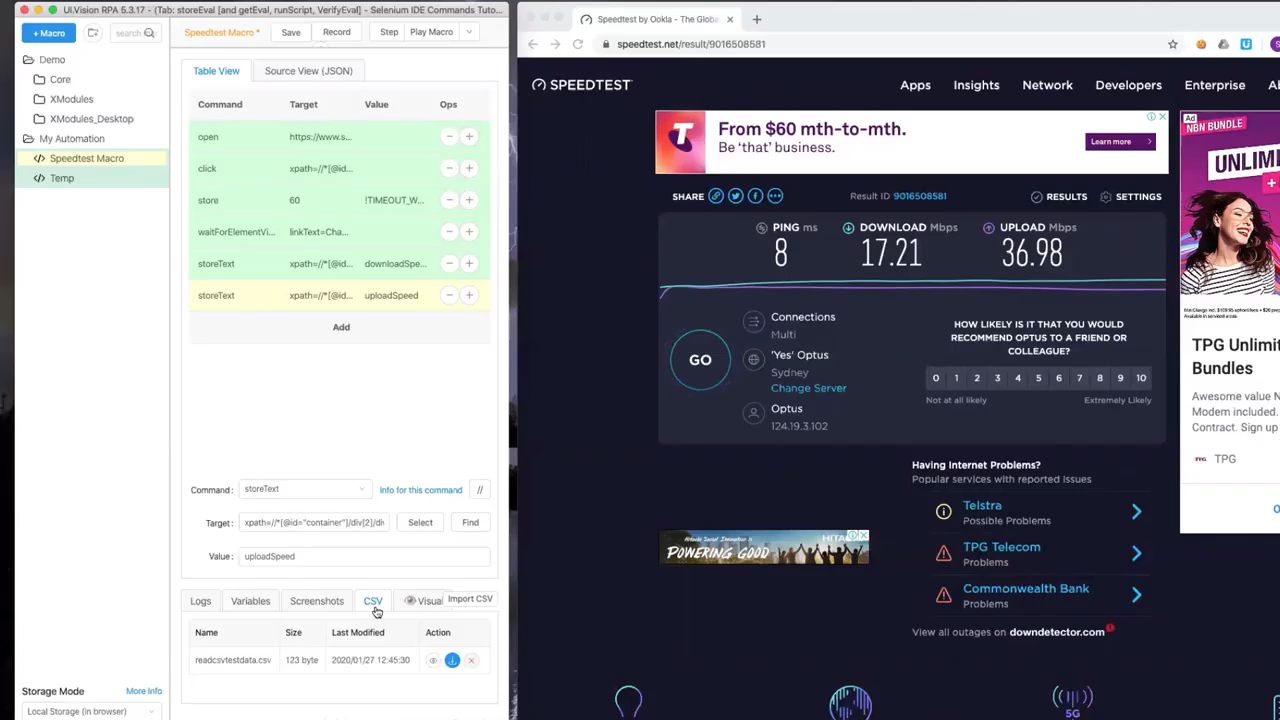 UI.Vision RPA 5.3.17 - (Tab: storeEval [and getEval, runScript, VerifyEval] - Selenium IDE Commands Tuto...
+ Macro
search
Demo
Core
XModules
XModules_Desktop
My Automation
</> Speedtest Macro
</> Temp
Storage Mode
More Info
Local Storage (in browser)
Speedtest Macro *
Save
Record
Step
Play Macro
Table View
Source View (JSON)
Command Target Value Ops
open https://www.s...
click xpath=//*[@id...
store 60 !TIMEOUT_W...
waitForElementVi... linkText=Cha...
storeText xpath=//*[@id... downloadSpe...
storeText xpath=//*[@id... uploadSpeed
Add
Command : storeText Info for this command //
Target : xpath=//*[@id="container"]/div[2]/div Select Find
Value : uploadSpeed
Logs Variables Screenshots CSV Visual Import CSV
Name Size Last Modified Action
readcsvtestdata.csv 123 byte 2020/01/27 12:45:30
Speedtest by Ookla - The Globa
speedtest.net/result/9016508581
SPEEDTEST
Apps Insights Network Developers Enterprise Ab
From $60 mth-to-mth.
Be 'that' business.
Learn more
SHARE
Result ID 9016508581
RESULTS SETTINGS
PING ms DOWNLOAD Mbps UPLOAD Mbps
8 17.21 36.98
GO
Connections
Multi
'Yes' Optus
Sydney
Change Server
Optus
124.19.3.102
HOW LIKELY IS IT THAT YOU WOULD
RECOMMEND OPTUS TO A FRIEND OR
COLLEAGUE?
0 1 2 3 4 5 6 7 8 9 10
Not at all likely Extremely Likely
Having Internet Problems?
Popular services with reported issues
Telstra
Possible Problems
TPG Telecom
Problems
Commonwealth Bank
Problems
View all outages on downdetector.com
POWERING GOOD
5G
Ad
NBN BUNDLE
UNLIM
TPG Unlimit
Bundles
Awesome value N
Modem included.
Contract. Sign up
TPG TPG